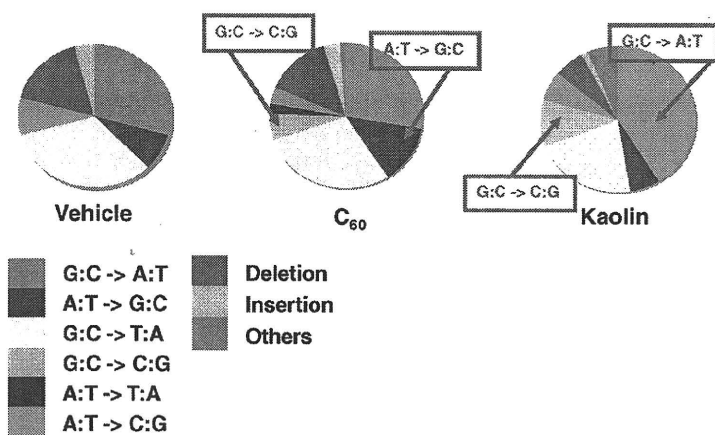 G:C -> C:G
A:T -> G:C
G:C -> A:T
G:C -> C:G
Vehicle
C60
Kaolin
G:C -> A:T
A:T -> G:C
G:C -> T:A
G:C -> C:G
A:T -> T:A
A:T -> C:G
Deletion
Insertion
Others